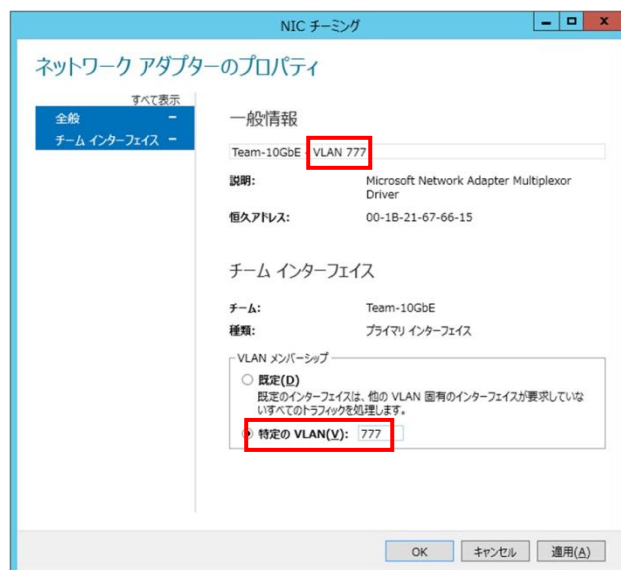 NIC チーミング
ネットワーク アダプターのプロパティ
すべて表示
全般
チーム インターフェイス
一般情報
Team-10GbE - VLAN 777
説明: Microsoft Network Adapter Multiplexor
Driver
恒久アドレス: 00-1B-21-67-66-15
チーム インターフェイス
チーム: Team-10GbE
種類: プライマリ インターフェイス
VLAN メンバーシップ
既定(D)
既定のインターフェイスは、他の VLAN 固有のインターフェイスが要求していな
いすべてのトラフィックを処理します。
特定の VLAN(V): 777
OK キャンセル 適用(A)